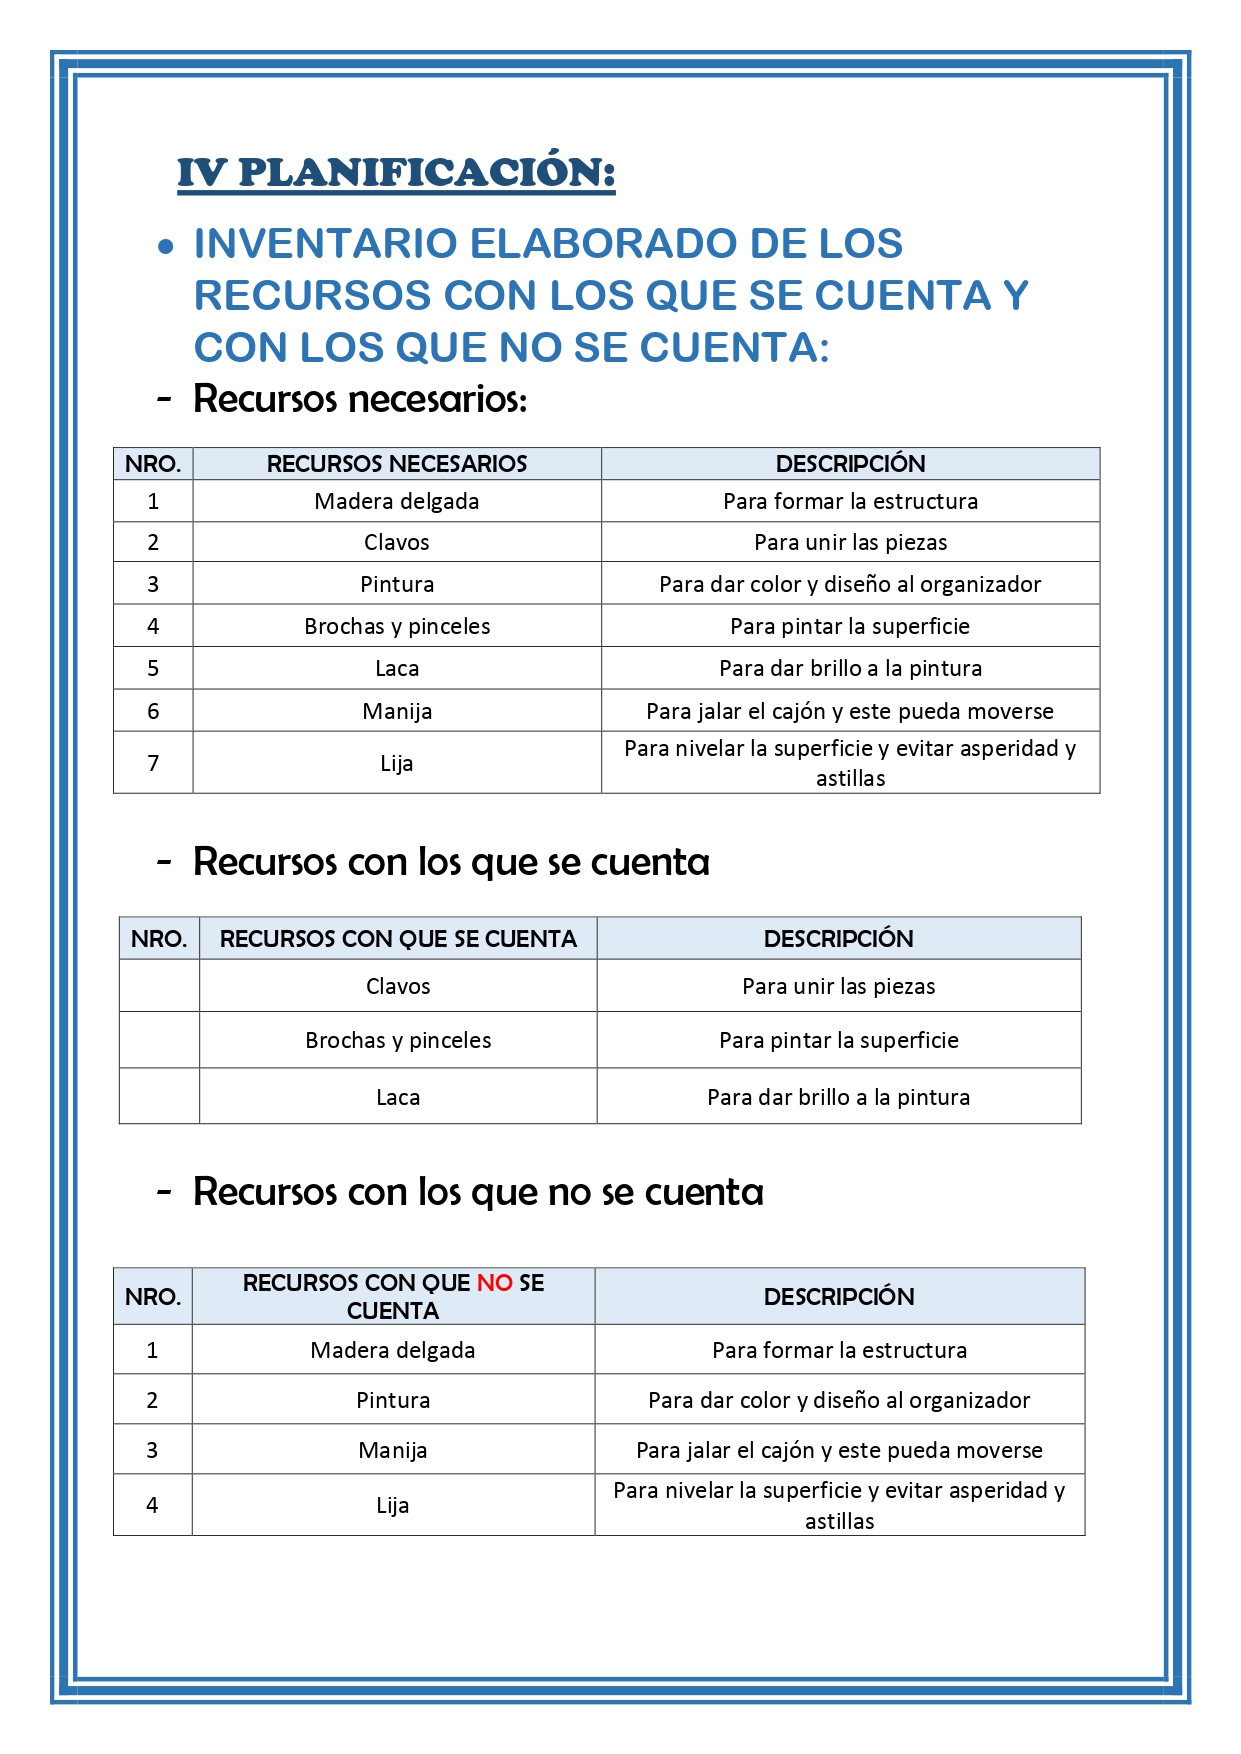 IV PLANIFICACIÓN:
• INVENTARIO ELABORADO DE LOS
RECURSOS CON LOS QUE SE CUENTA Y
CON LOS QUE NO SE CUENTA:
- Recursos necesarios:
NRO. RECURSOS NECESARIOS DESCRIPCIÓN
1 Madera delgada Para formar la estructura
2 Clavos Para unir las piezas
3 Pintura Para dar color y diseño al organizador
4 Brochas y pinceles Para pintar la superficie
5 Laca Para dar brillo a la pintura
6 Manija Para jalar el cajón y este pueda moverse
7 Lija Para nivelar la superficie y evitar asperidad y
astillas
- Recursos con los que se cuenta
NRO. RECURSOS CON QUE SE CUENTA DESCRIPCIÓN
Clavos Para unir las piezas
Brochas y pinceles Para pintar la superficie
Laca Para dar brillo a la pintura
- Recursos con los que no se cuenta
NRO. RECURSOS CON QUE NO SE
CUENTA DESCRIPCIÓN
1 Madera delgada Para formar la estructura
2 Pintura Para dar color y diseño al organizador
3 Manija Para jalar el cajón y este pueda moverse
4 Lija Para nivelar la superficie y evitar asperidad y
astillas